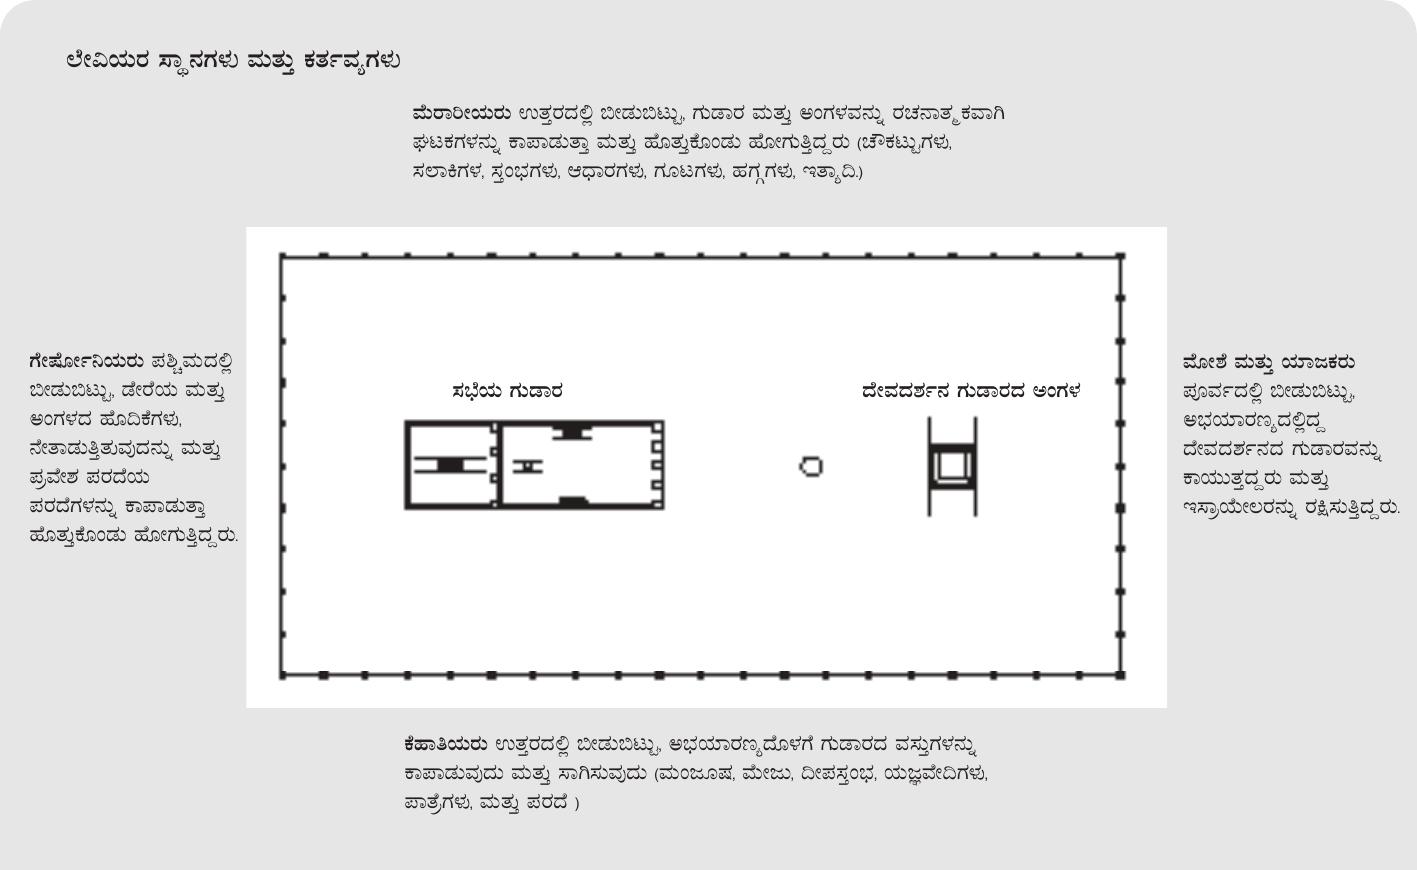 ಲೇವಿಯರ ಸ್ಥಾನಗಳು ಮತ್ತು ಕರ್ತವ್ಯಗಳು
ಮೆರಾರೀಯರು ಉತ್ತರದಲ್ಲಿ ಬೀಡುಬಿಟ್ಟು, ಗುಡಾರ ಮತ್ತು ಅಂಗಳವನ್ನು ರಚನಾತ್ಮಕವಾಗಿ
ಘಟಕಗಳನ್ನು ಕಾಪಾಡುತ್ತಾ ಮತ್ತು ಹೊತ್ತುಕೊಂಡು ಹೋಗುತ್ತಿದ್ದರು (ಚೌಕಟ್ಟುಗಳು,
ಸಲಾಕಿಗಳ, ಸ್ತಂಭಗಳು, ಆಧಾರಗಳು, ಗೂಟಗಳು, ಹಗ್ಗಗಳು, ಇತ್ಯಾದಿ.)
ಗೇರ್ಷೋನಿಯರು ಪಶ್ಚಿಮದಲ್ಲಿ
ಬೀಡುಬಿಟ್ಟು, ಡೇರೆಯ ಮತ್ತು
ಅಂಗಳದ ಹೊದಿಕೆಗಳು,
ನೇತಾಡುತ್ತಿತುವುದನ್ನು ಮತ್ತು
ಪ್ರವೇಶ ಪರದೆಯ
ಪರದೆಗಳನ್ನು ಕಾಪಾಡುತ್ತಾ
ಹೊತ್ತುಕೊಂಡು ಹೋಗುತ್ತಿದ್ದರು.
ಸಭೆಯ ಗುಡಾರ
ದೇವದರ್ಶನ ಗುಡಾರದ ಅಂಗಳ
ಮೋಶೆ ಮತ್ತು ಯಾಜಕರು
ಪೂರ್ವದಲ್ಲಿ ಬೀಡುಬಿಟ್ಟು,
ಅಭಯಾರಣ್ಯದಲ್ಲಿದ್ದ
ದೇವದರ್ಶನದ ಗುಡಾರವನ್ನು
ಕಾಯುತ್ತದ್ದರು ಮತ್ತು
ಇಸ್ರಾಯೇಲರನ್ನು ರಕ್ಷಿಸುತ್ತಿದ್ದರು.
ಕೆಹಾತಿಯರು ಉತ್ತರದಲ್ಲಿ ಬೀಡುಬಿಟ್ಟು, ಅಭಯಾರಣ್ಯದೊಳಗೆ ಗುಡಾರದ ವಸ್ತುಗಳನ್ನು
ಕಾಪಾಡುವುದು ಮತ್ತು ಸಾಗಿಸುವುದು (ಮಂಜೂಷ, ಮೇಜು, ದೀಪಸ್ತಂಭ, ಯಜ್ಞವೇದಿಗಳು,
ಪಾತ್ರೆಗಳು, ಮತ್ತು ಪರದೆ )